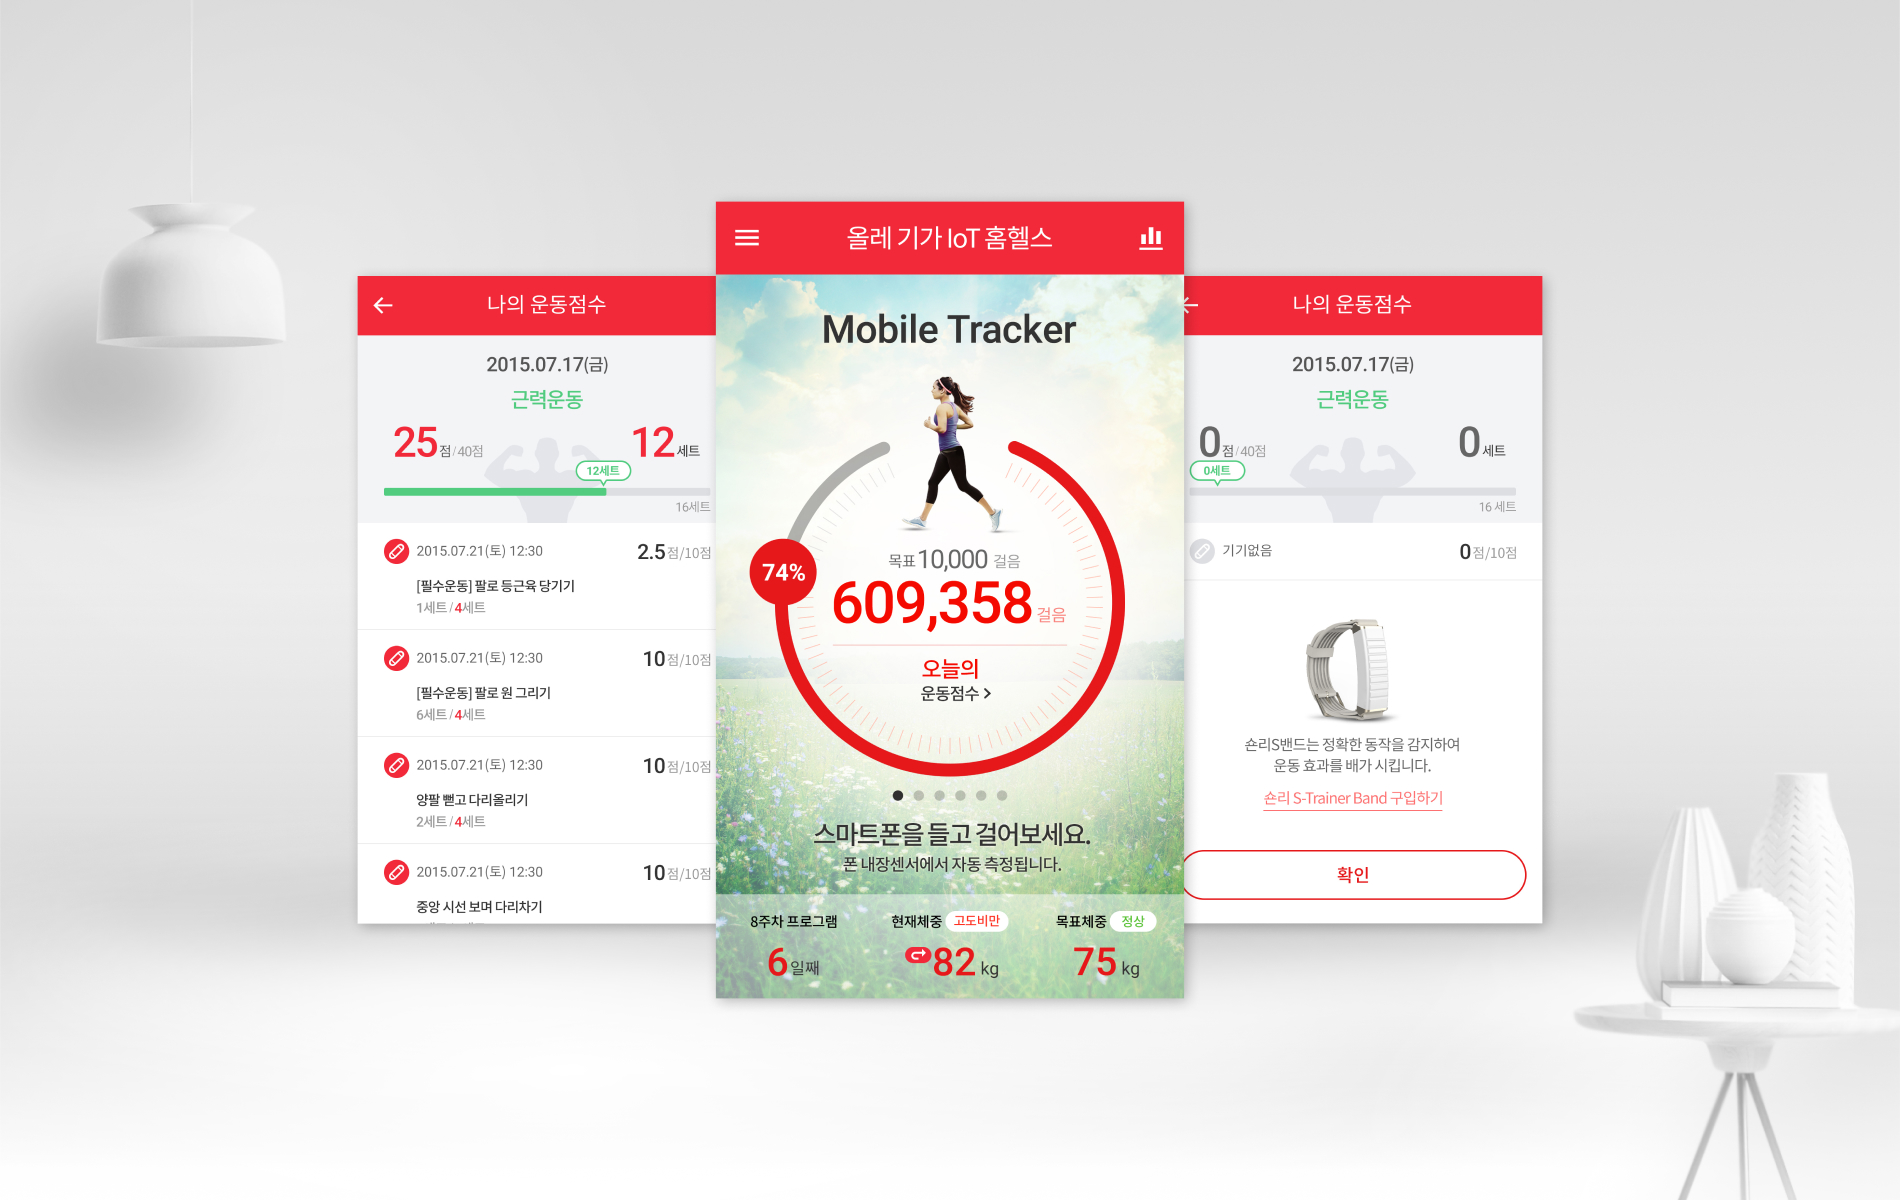 나의 운동점수
2015.07.17(금)
근력운동
25점/40점
12세트
12세트
16세트
2015.07.21(토) 12:30
2.5점/10점
[필수운동] 팔로 등근육 당기기
1세트/4세트
2015.07.21(토) 12:30
10점/10점
[필수운동] 팔로 원 그리기
6세트/4세트
2015.07.21(토) 12:30
10점/10점
양팔 뻗고 다리올리기
2세트/4세트
2015.07.21(토) 12:30
10점/10점
중앙 시선 보며 다리차기
올레 기가 IoT 홈헬스
Mobile Tracker
74%
목표 10,000 걸음
609,358 걸음
오늘의
운동점수 >
스마트폰을 들고 걸어보세요.
폰 내장센서에서 자동 측정됩니다.
8주차 프로그램
6일째
현재체중 고도비만
82 kg
목표체중 정상
75 kg
나의 운동점수
2015.07.17(금)
근력운동
0점/40점
0세트
0세트
16 세트
기기없음
0점/10점
숀리S밴드는 정확한 동작을 감지하여
운동 효과를 배가 시킵니다.
숀리 S-Trainer Band 구입하기
확인